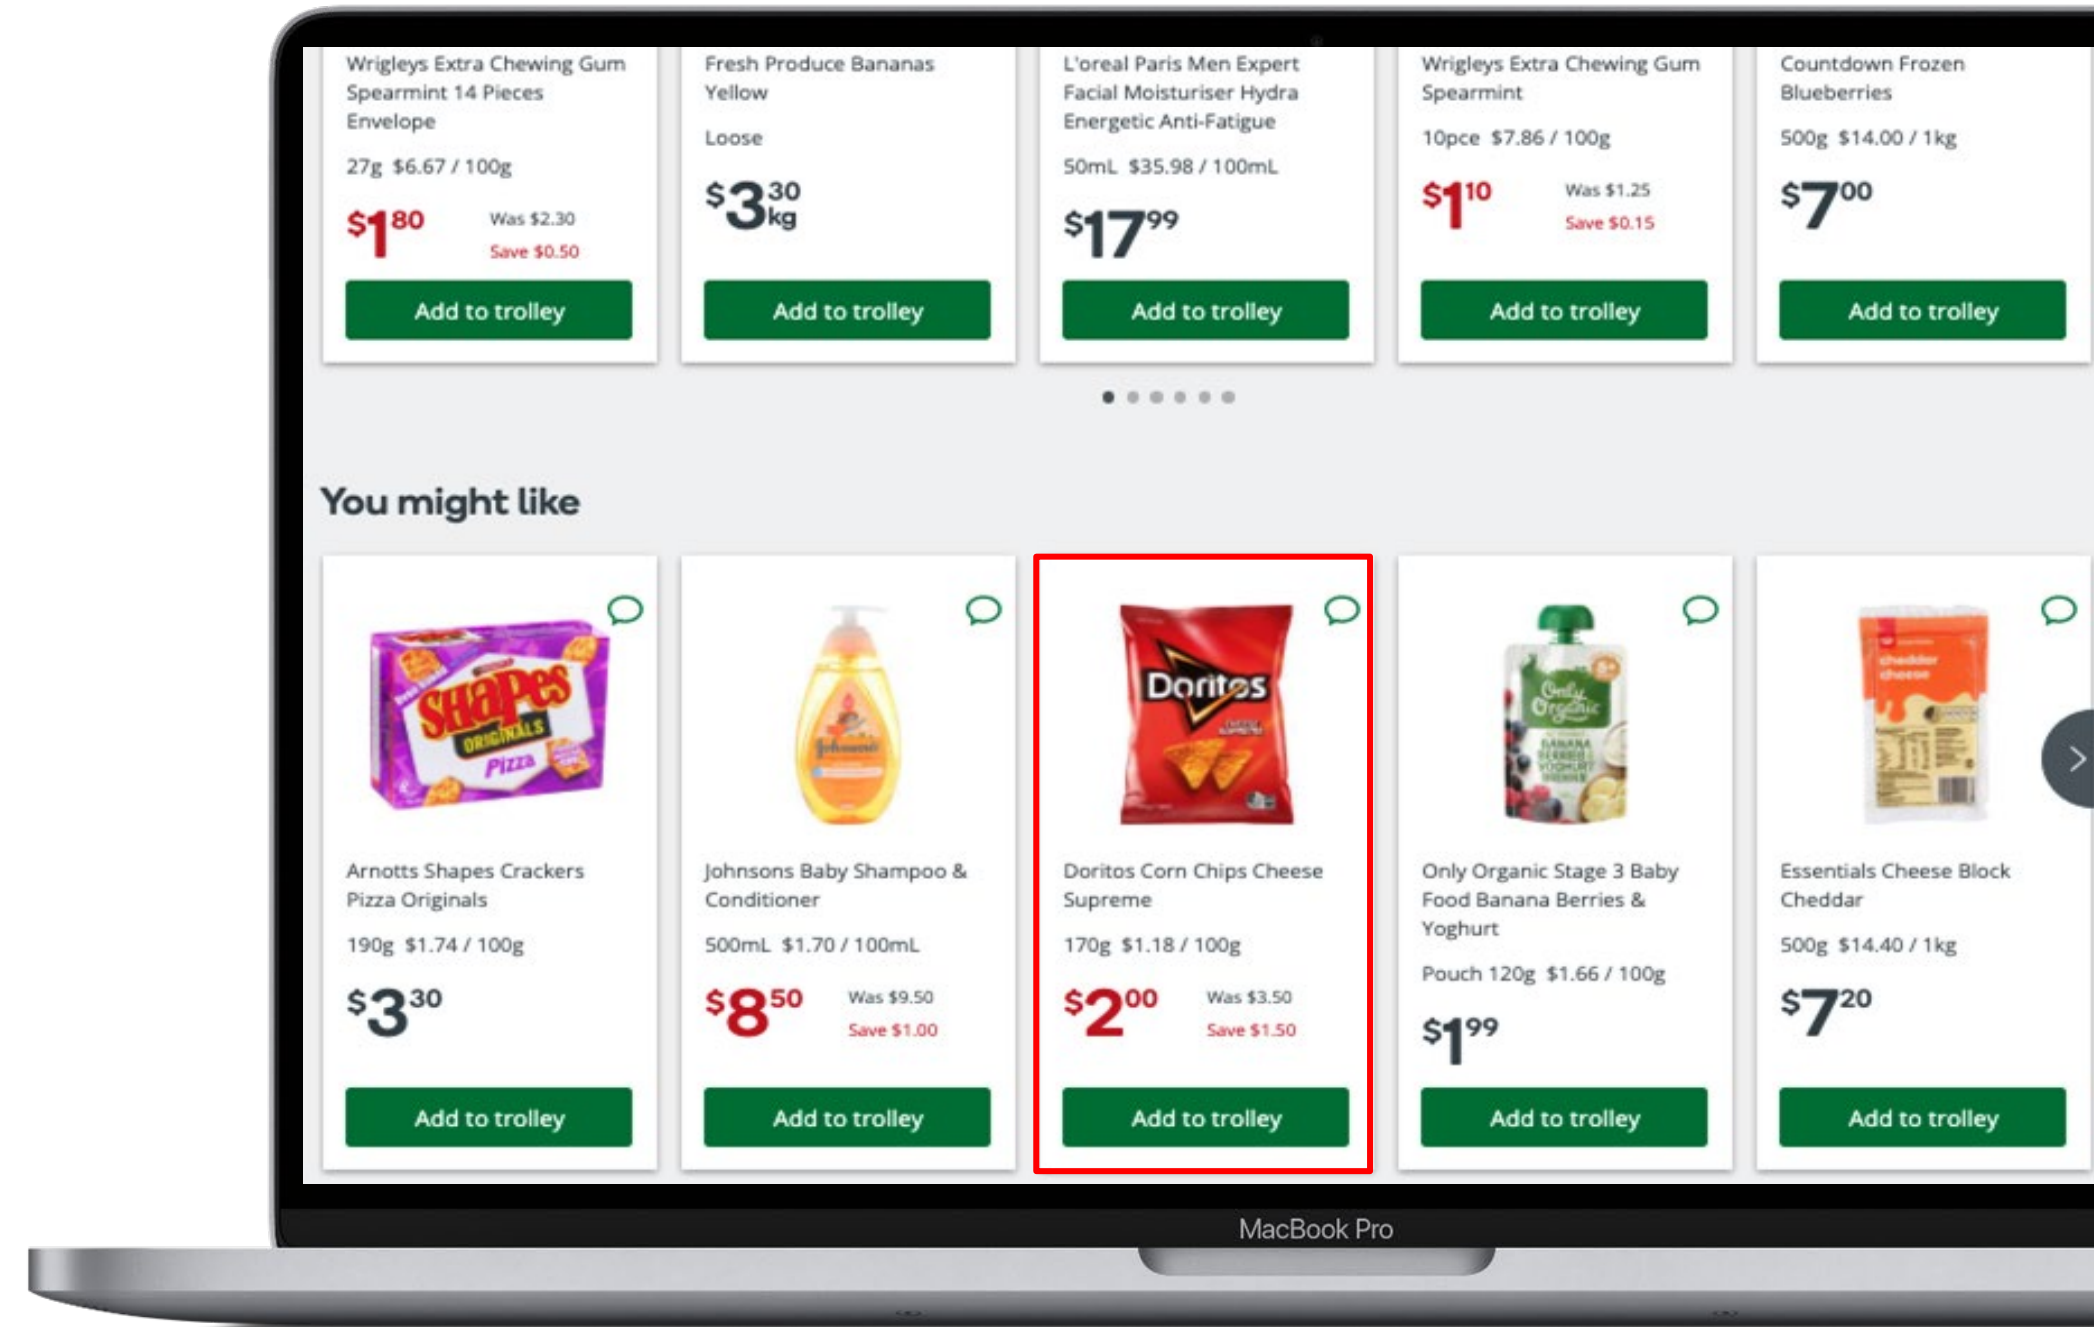 Wrigleys Extra Chewing Gum
Spearmint 14 Pieces
Envelope
27g $6.67 / 100g
$1 80
Was $2.30
Save $0.50
Add to trolley
Fresh Produce Bananas
Yellow
Loose
$3 30 kg
Add to trolley
L'oreal Paris Men Expert
Facial Moisturiser Hydra
Energetic Anti-Fatigue
50mL $35.98 / 100mL
$17 99
Add to trolley
Wrigleys Extra Chewing Gum
Spearmint
10pce $7.86 / 100g
$1 10
Was $1.25
Save $0.15
Add to trolley
Countdown Frozen
Blueberries
500g $14.00 / 1kg
$7 00
Add to trolley
You might like
Shapes
ORIGINALS
Pizza
Arnotts Shapes Crackers
Pizza Originals
190g $1.74 / 100g
$3 30
Add to trolley
Johnson's
Johnsons Baby Shampoo &
Conditioner
500mL $1.70 / 100mL
$8 50
Was $9.50
Save $1.00
Add to trolley
Doritos
CHEESE
SUPREME
Doritos Corn Chips Cheese
Supreme
170g $1.18 / 100g
$2 00
Was $3.50
Save $1.50
Add to trolley
Only
Organic
BANANA
BERRIES
YOGHURT
Only Organic Stage 3 Baby
Food Banana Berries &
Yoghurt
Pouch 120g $1.66 / 100g
$1 99
Add to trolley
cheddar
cheese
Essentials Cheese Block
Cheddar
500g $14.40 / 1kg
$7 20
Add to trolley
MacBook Pro